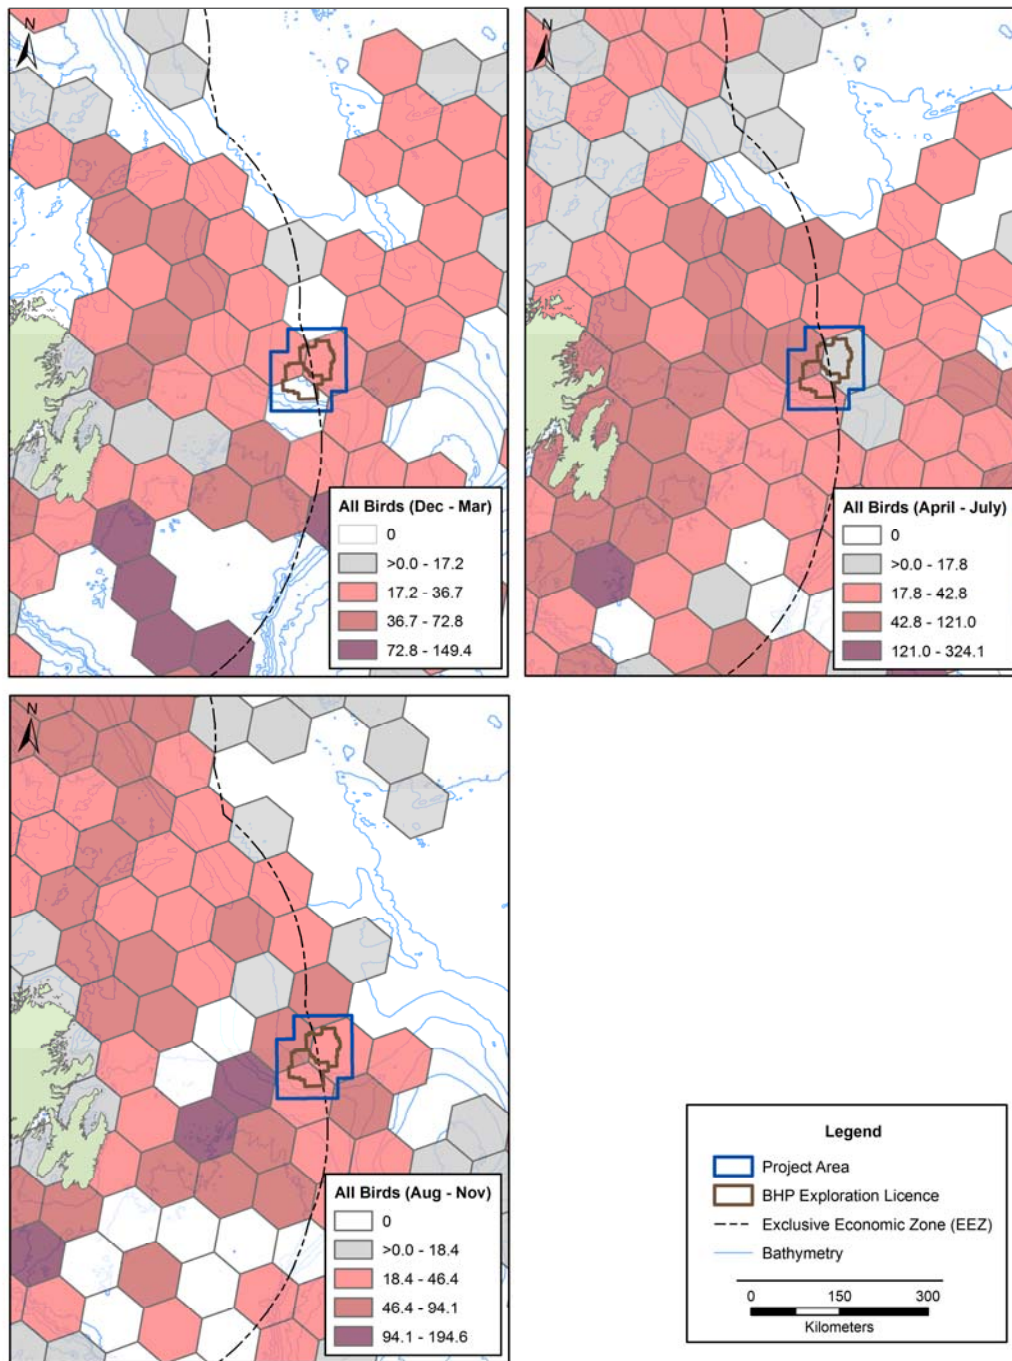 N
All Birds (Dec - Mar)
0
>0.0 - 17.2
17.2 - 36.7
36.7 - 72.8
72.8 - 149.4
N
All Birds (April - July)
0
>0.0 - 17.8
17.8 - 42.8
42.8 - 121.0
121.0 - 324.1
N
All Birds (Aug - Nov)
0
>0.0 - 18.4
18.4 - 46.4
46.4 - 94.1
94.1 - 194.6
Legend
Project Area
BHP Exploration Licence
Exclusive Economic Zone (EEZ)
Bathymetry
0 150 300
Kilometers